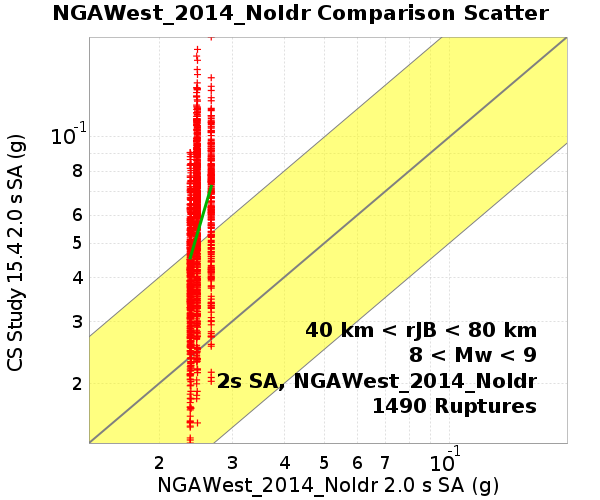 NGAWest_2014_NoIdr Comparison Scatter
CS Study 15.4 2.0 s SA (g)
10-1
8
6
5
4
3
2
40 km < rJB < 80 km
8 < Mw < 9
2s SA, NGAWest_2014_NoIdr
1490 Ruptures
2 3 4 5 6 7 10-1
NGAWest_2014_NoIdr 2.0 s SA (g)